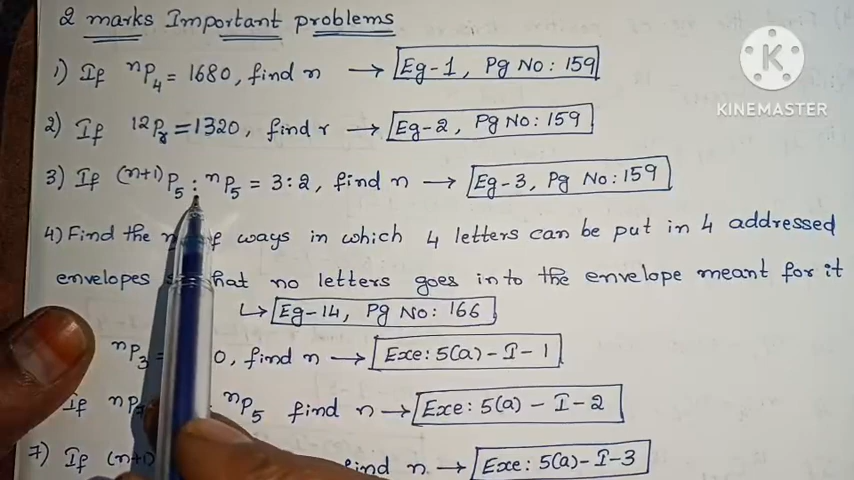 2 marks Important problems
1) If ⁿP₄ = 1680, find n → Eg-1, Pg No: 159
2) If ¹²Pᵣ = 1320, find r → Eg-2, Pg No: 159
3) If ⁽ⁿ⁺¹⁾P₅ : ⁿP₅ = 3:2, find n → Eg-3, Pg No: 159
4) Find the ways in which 4 letters can be put in 4 addressed
envelopes that no letters goes in to the envelope meant for it
↳ Eg-14, Pg No: 166
ⁿP₃ = 0, find n → Exe: 5(a) - I - 1
If ⁿP ⁿP₅ find n → Exe: 5(a) - I - 2
7) If (n+1) find n → Exe: 5(a) - I - 3
K
KINEMASTER